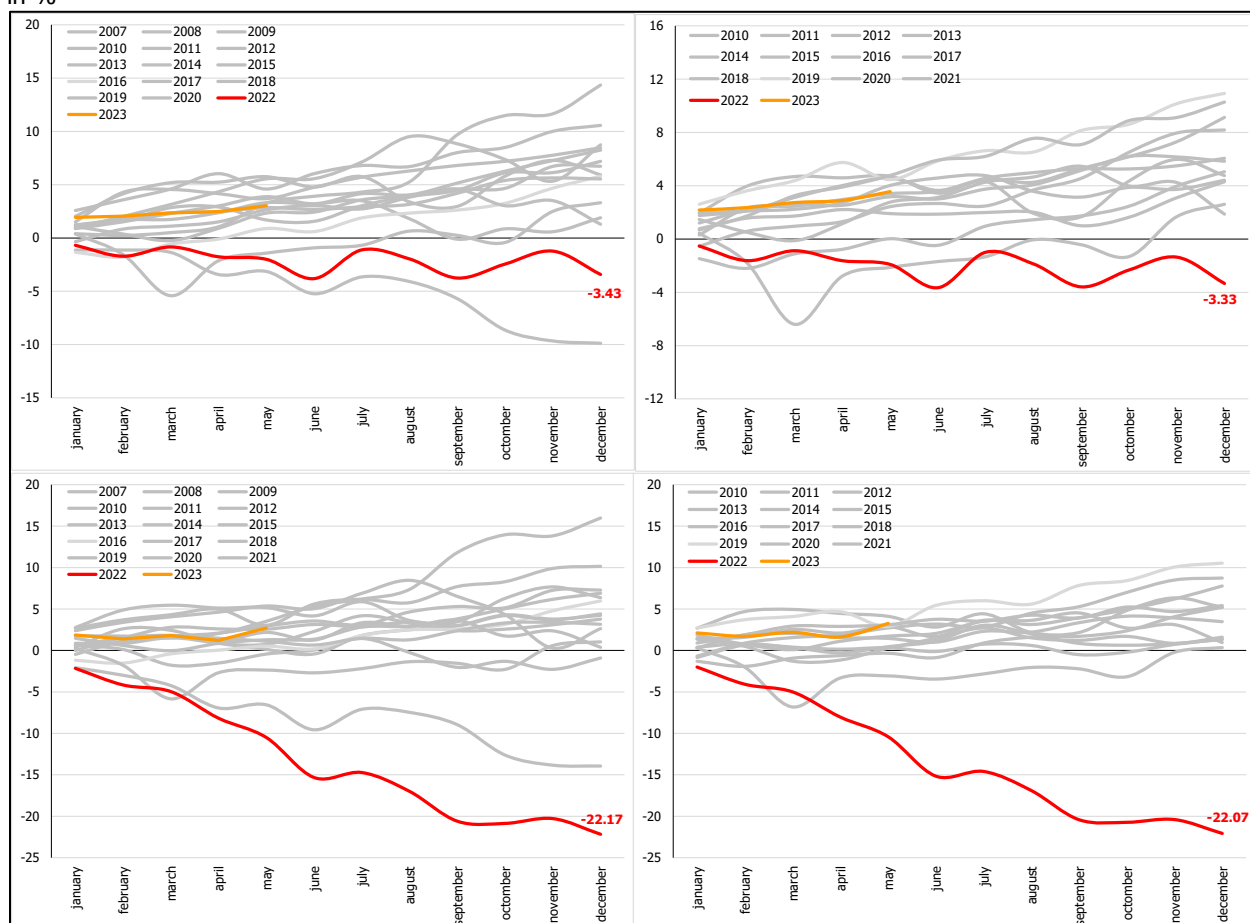 in %
20
15
10
5
0
-5
-10
-15
2007 2008 2009
2010 2011 2012
2013 2014 2015
2016 2017 2018
2019 2020 2022
2023
-3.43
january
february
march
april
may
june
july
august
september
octomber
november
december
16
12
8
4
0
-4
-8
-12
2010 2011 2012 2013
2014 2015 2016 2017
2018 2019 2020 2021
2022 2023
-3.33
january
february
march
april
may
june
july
august
september
octomber
november
december
20
15
10
5
0
-5
-10
-15
-20
-25
2007 2008 2009
2010 2011 2012
2013 2014 2015
2016 2017 2018
2019 2020 2021
2022 2023
-22.17
january
february
march
april
may
june
july
august
september
octomber
november
december
20
15
10
5
0
-5
-10
-15
-20
-25
2010 2011 2012
2013 2014 2015
2016 2017 2018
2019 2020 2021
2022 2023
-22.07
january
february
march
april
may
june
july
august
september
octomber
november
december